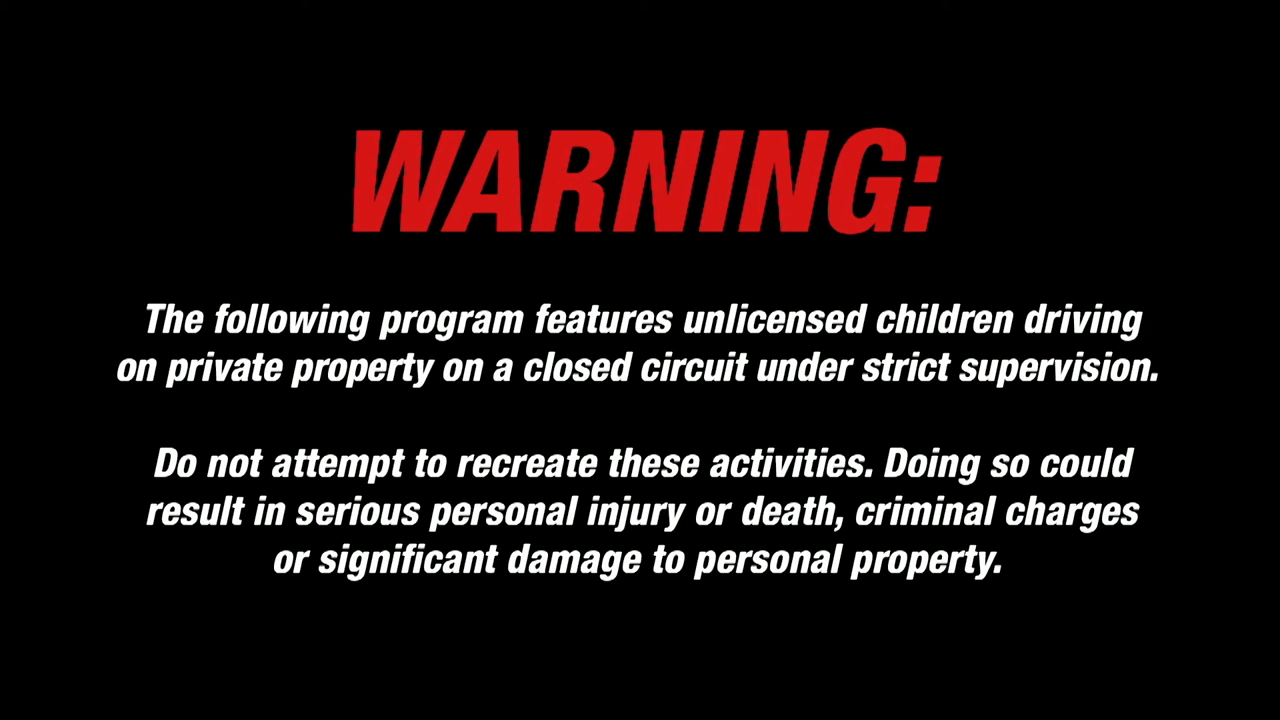 WARNING:
The following program features unlicensed children driving
on private property on a closed circuit under strict supervision.
Do not attempt to recreate these activities. Doing so could
result in serious personal injury or death, criminal charges
or significant damage to personal property.